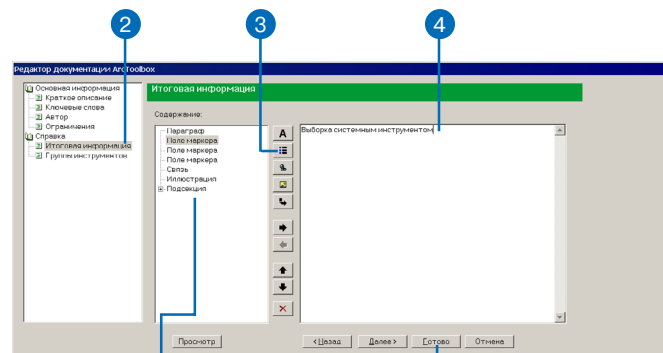 2
3
4
Редактор документации ArcToolbox
Основная информация
Краткое описание
Ключевые слова
Автор
Ограничения
Справка
Итоговая информация
Группы инструментов
Итоговая информация
Содержание:
Параграф
Поле маркора
Поле маркера
Поле маркера
Связь
Иллюстрация
Подсекция
A
Выборка системным инструментом
Просмотр
< Назад
Далее >
Готово
Отмена